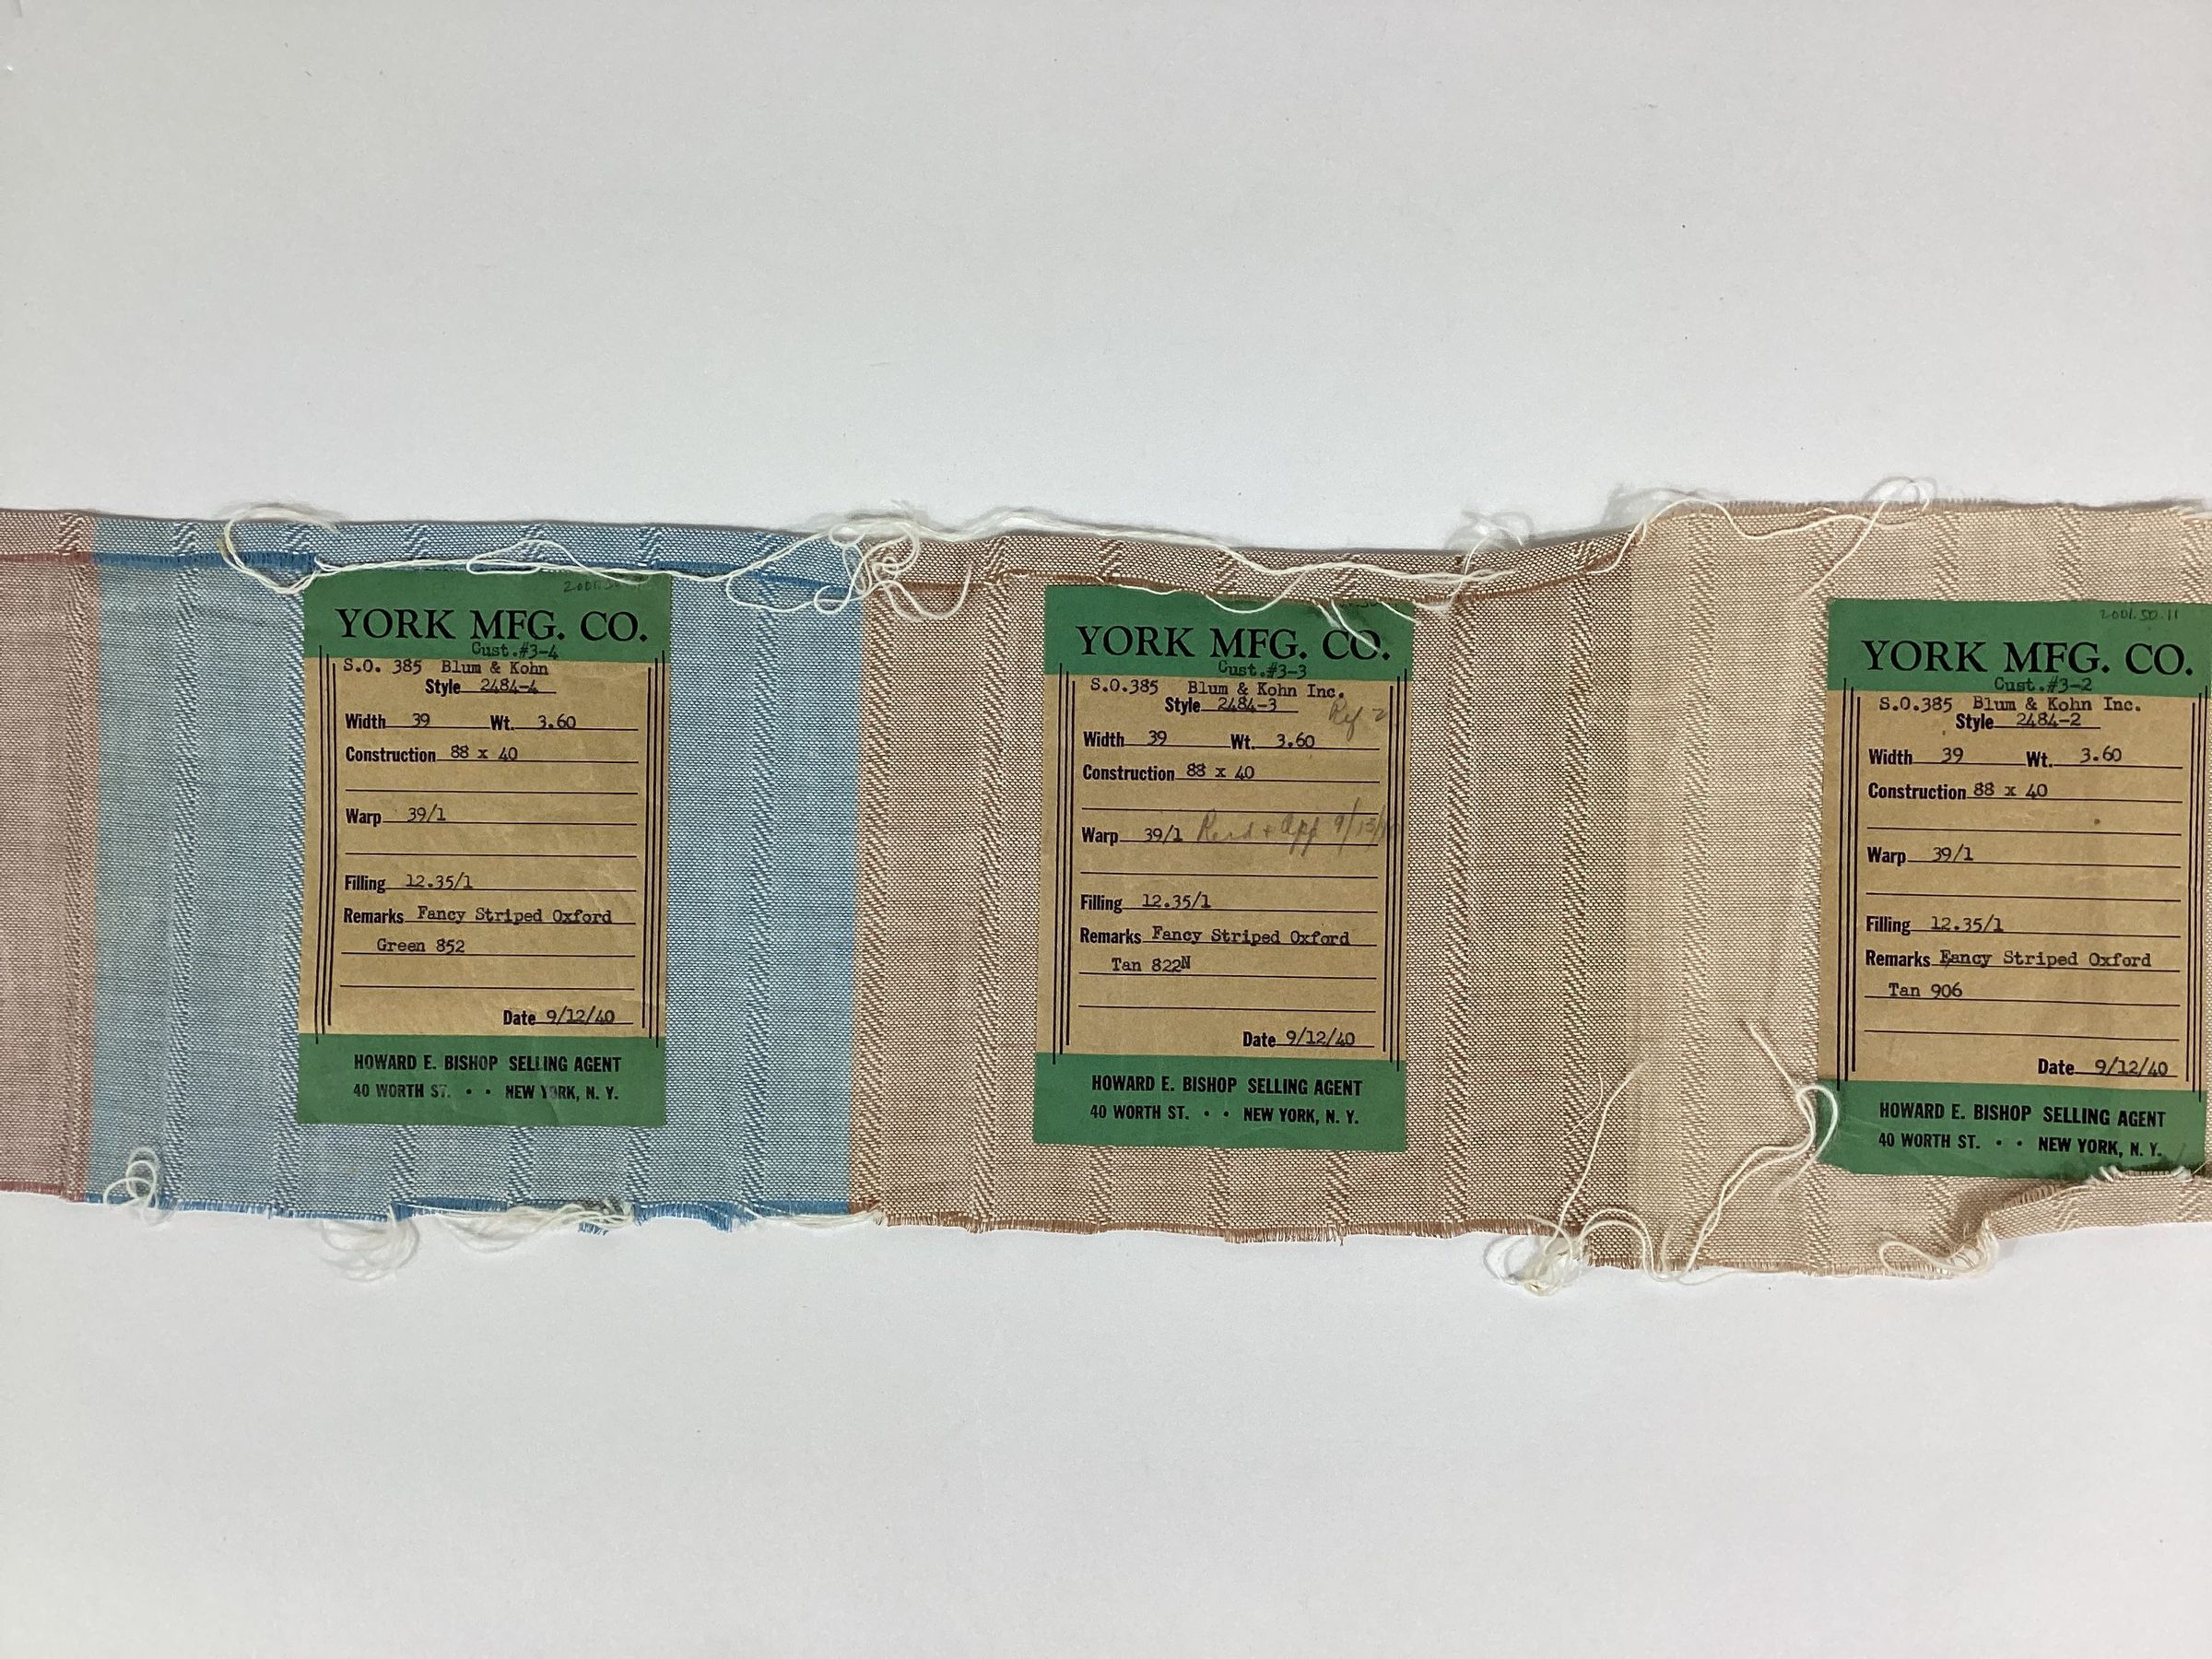 YORK MFG. CO.
Cust.#3-4
S.O. 385 Blum & Kohn
Style 2484-4
Width 39 Wt. 3.60
Construction 88 x 40
Warp 39/1
Filling 12.35/1
Remarks Fancy Striped Oxford
Green 852
Date 9/12/40
HOWARD E. BISHOP SELLING AGENT
40 WORTH ST. • • NEW YORK, N. Y.
YORK MFG. CO.
Cust.#3-3
S.O.385 Blum & Kohn Inc.
Style 2484-3 Ref 2
Width 39 Wt. 3.60
Construction 88 x 40
Warp 39/1 + App
Filling 12.35/1
Remarks Fancy Striped Oxford
Tan 822N
Date 9/12/40
HOWARD E. BISHOP SELLING AGENT
40 WORTH ST. • • NEW YORK, N. Y.
2001.50.11
YORK MFG. CO.
Cust.#3-2
S.O.385 Blum & Kohn Inc.
Style 2484-2
Width 39 Wt. 3.60
Construction 88 x 40
Warp 39/1
Filling 12.35/1
Remarks Fancy Striped Oxford
Tan 906
Date 9/12/40
HOWARD E. BISHOP SELLING AGENT
40 WORTH ST. • • NEW YORK, N. Y.